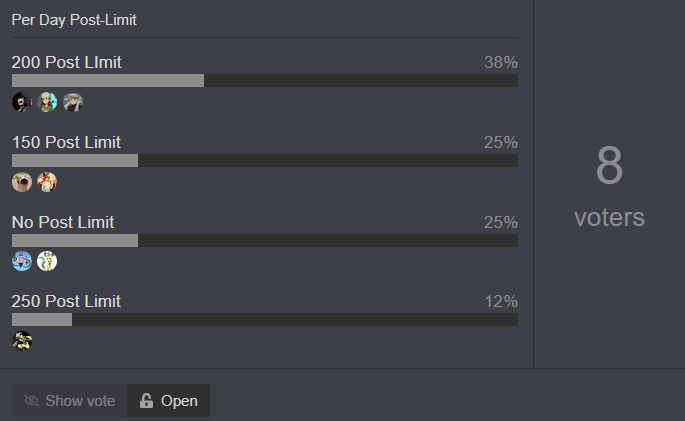 Per Day Post-Limit
200 Post LImit
38%
150 Post Limit
25%
No Post Limit
25%
250 Post Limit
12%
8
voters
Show vote
Open